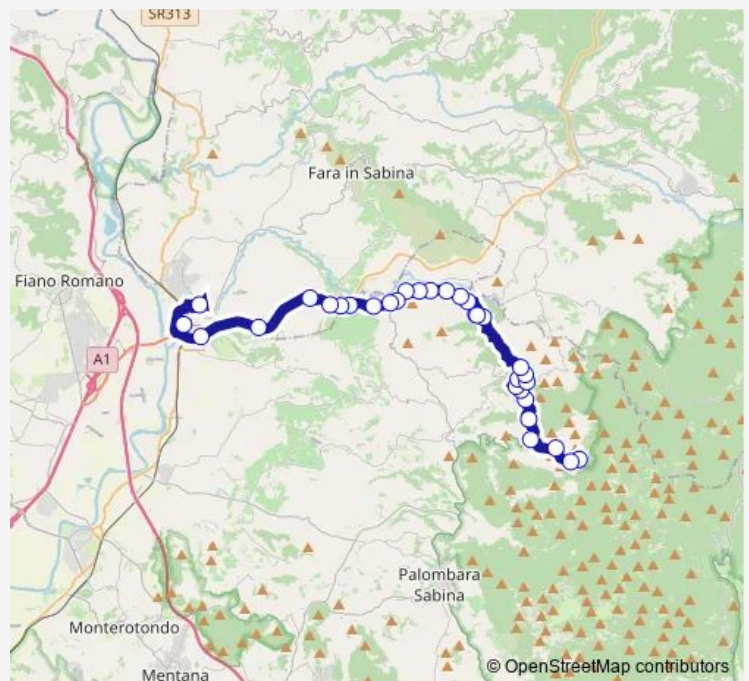 SR313
Fara in Sabina
Fiano Romano
A1
Palombara
Sabina
Monterotondo
Mentana
© OpenStreetMap contributors